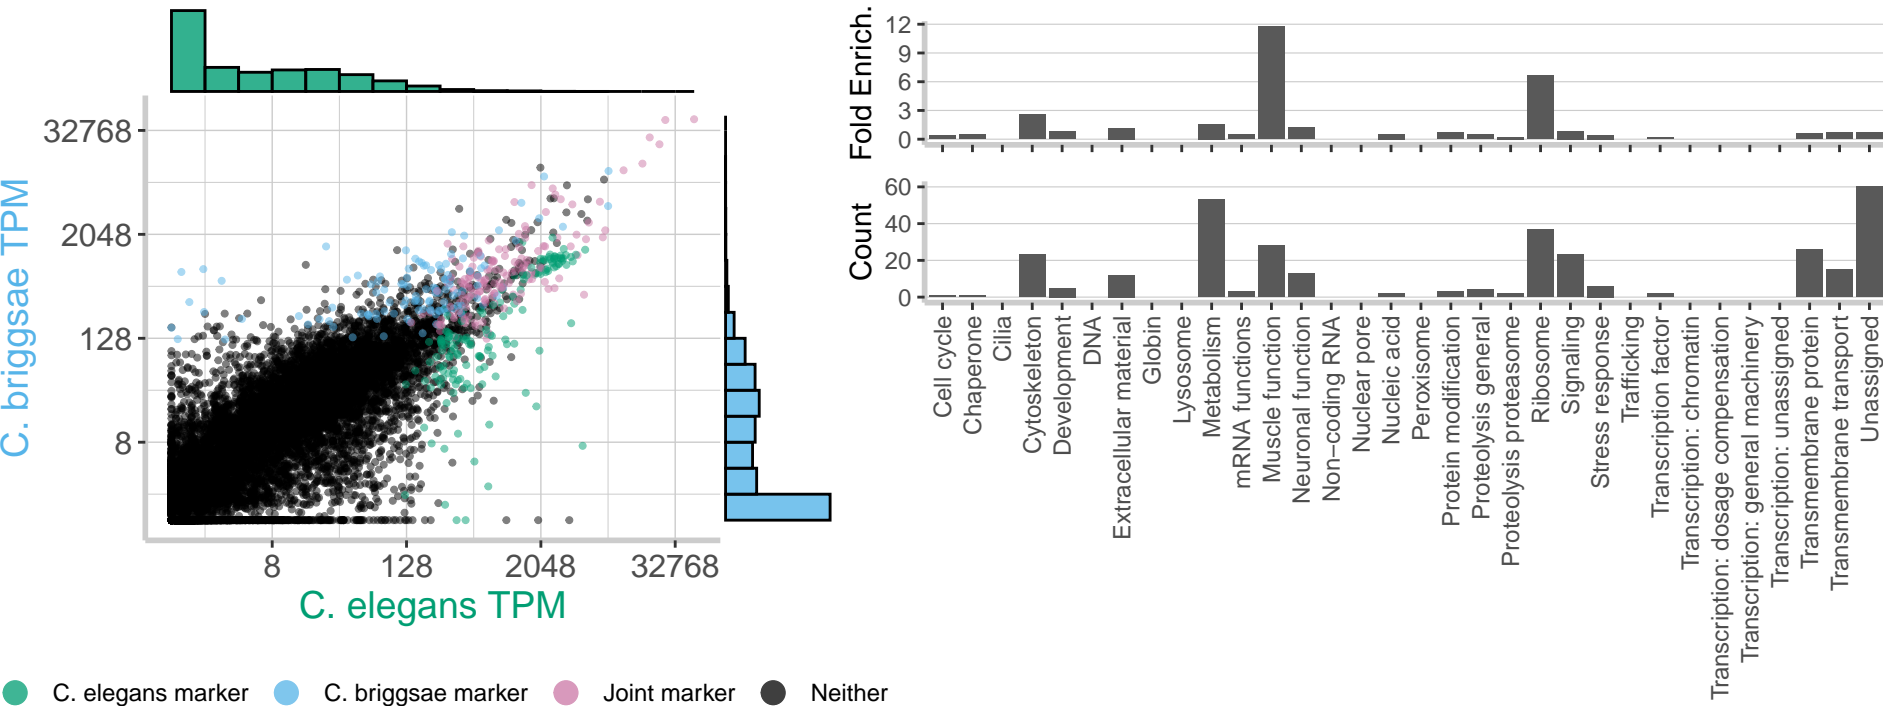 32768
2048
128
8
C. briggsae TPM
8
128
2048
32768
C. elegans TPM
C. elegans marker
C. briggsae marker
Joint marker
Neither
Fold Enrich.
12
9
6
3
0
Count
60
40
20
0
Cell cycle
Chaperone
Cilia
Cytoskeleton
Development
DNA
Extracellular material
Globin
Lysosome
Metabolism
mRNA functions
Muscle function
Neuronal function
Non−coding RNA
Nuclear pore
Nucleic acid
Peroxisome
Protein modification
Proteolysis general
Proteolysis proteasome
Ribosome
Signaling
Stress response
Trafficking
Transcription factor
Transcription: chromatin
Transcription: dosage compensation
Transcription: general machinery
Transcription: unassigned
Transmembrane protein
Transmembrane transport
Unassigned